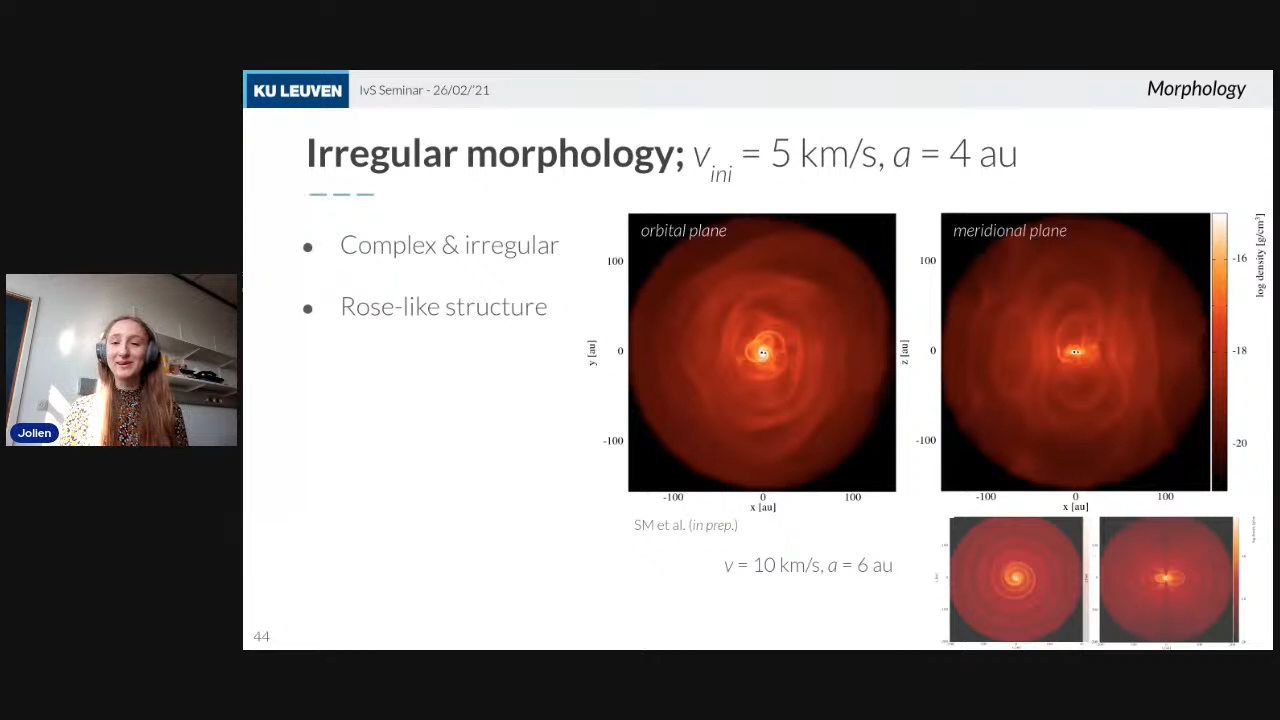 KU LEUVEN
IvS Seminar - 26/02/'21
Morphology
Irregular morphology; v_ini = 5 km/s, a = 4 au
● Complex & irregular
● Rose-like structure
orbital plane
meridional plane
100
0
-100
y [au]
-100 0 100
x [au]
100
0
-100
z [au]
-100 0 100
x [au]
-16
-18
-20
log density [g/cm³]
SM et al. (in prep.)
v = 10 km/s, a = 6 au
44
Jolien